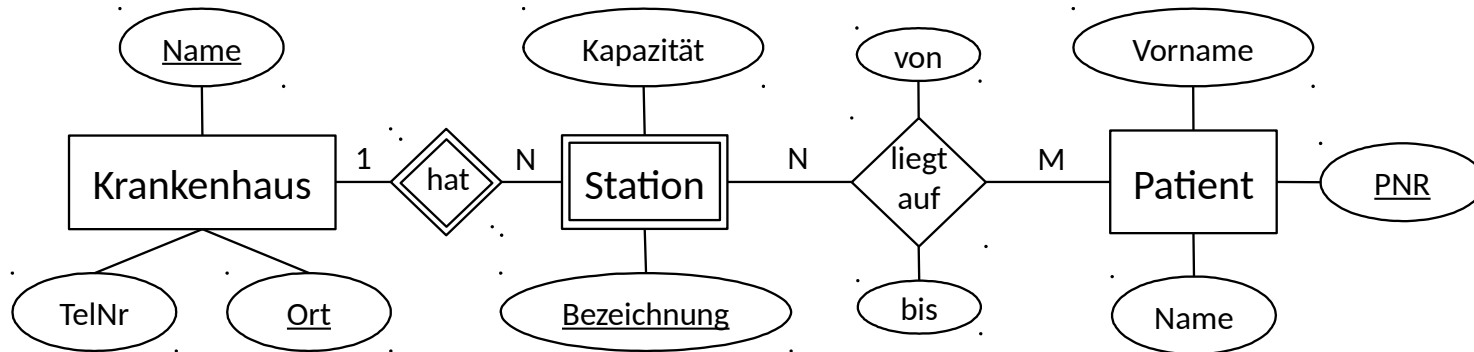 Name
Kapazität
von
Vorname
Krankenhaus
1
hat
N
Station
N
liegt
auf
M
Patient
PNR
TelNr
Ort
Bezeichnung
bis
Name